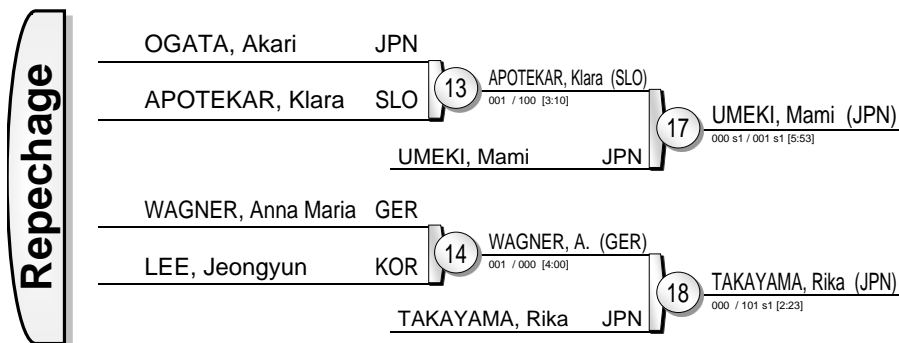 Repechage
OGATA, Akari JPN
APOTEKAR, Klara SLO
13
APOTEKAR, Klara (SLO)
001 / 100 [3:10]
UMEKI, Mami JPN
17
UMEKI, Mami (JPN)
000 s1 / 001 s1 [5:53]
WAGNER, Anna Maria GER
LEE, Jeongyun KOR
14
WAGNER, A. (GER)
001 / 000 [4:00]
TAKAYAMA, Rika JPN
18
TAKAYAMA, Rika (JPN)
000 / 101 s1 [2:23]